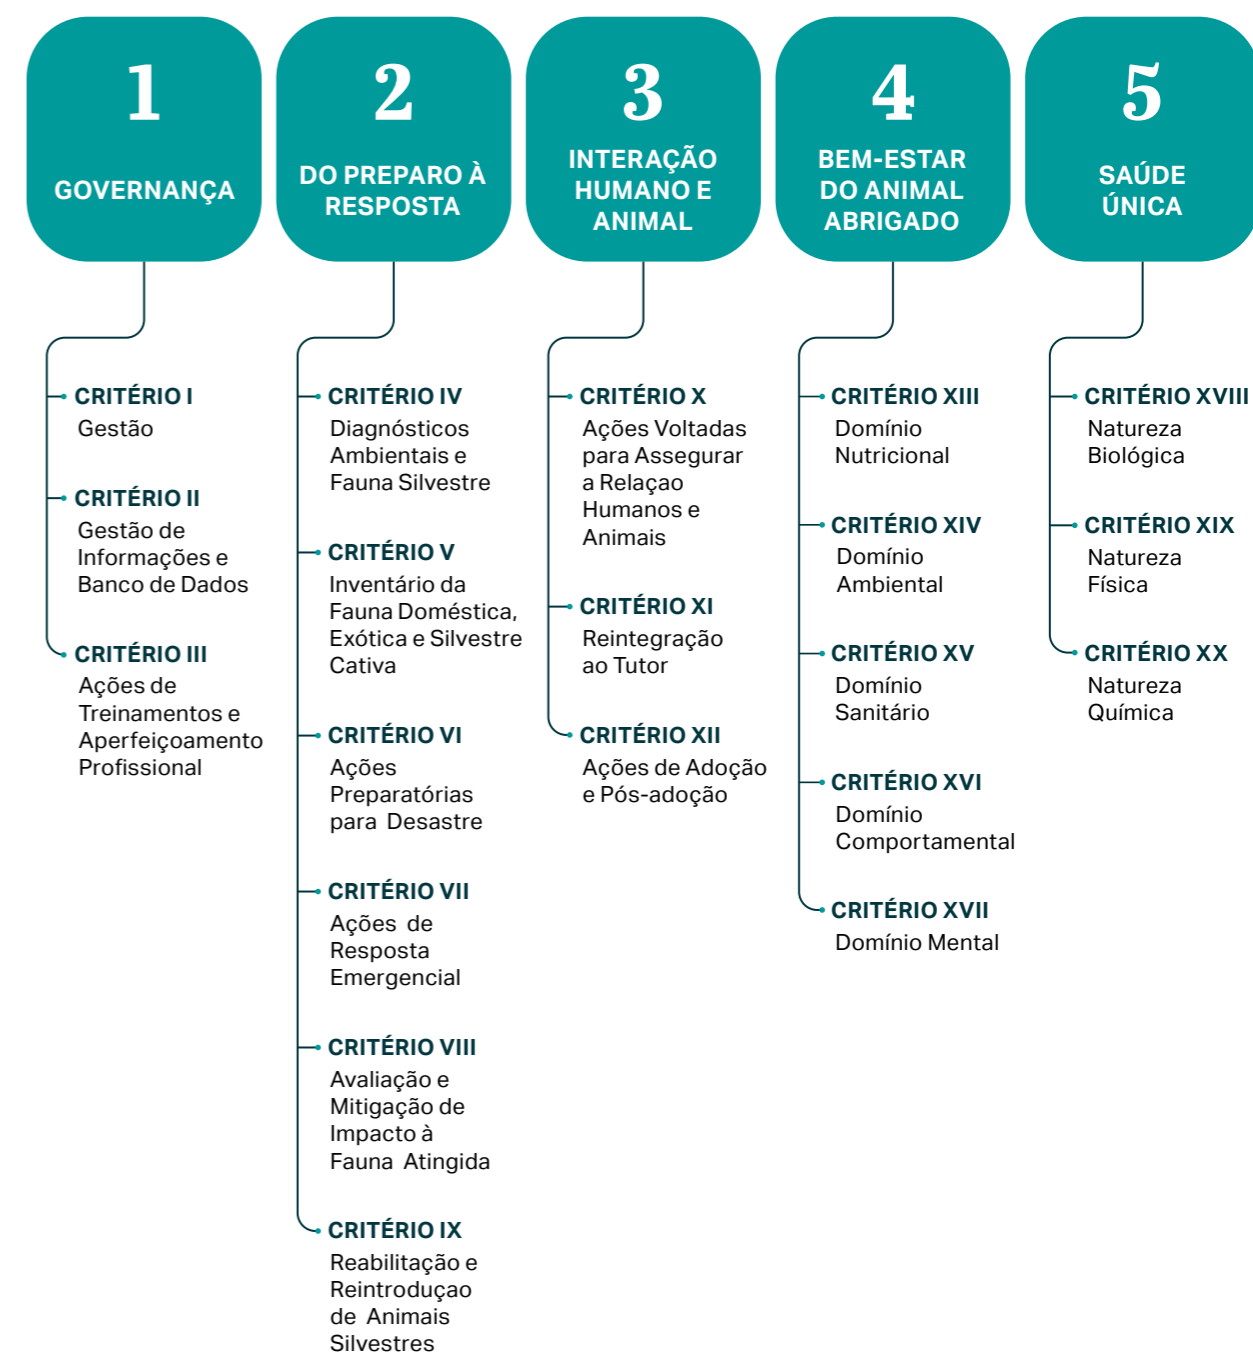 1
GOVERNANÇA
CRITÉRIO I
Gestão
CRITÉRIO II
Gestão de
Informações e
Banco de Dados
CRITÉRIO III
Ações de
Treinamentos e
Aperfeiçoamento
Profissional
2
DO PREPARO À
RESPOSTA
CRITÉRIO IV
Diagnósticos
Ambientais e
Fauna Silvestre
CRITÉRIO V
Inventário da
Fauna Doméstica,
Exótica e Silvestre
Cativa
CRITÉRIO VI
Ações
Preparatórias
para Desastre
CRITÉRIO VII
Ações de
Resposta
Emergencial
CRITÉRIO VIII
Avaliação e
Mitigação de
Impacto à
Fauna Atingida
CRITÉRIO IX
Reabilitação e
Reintroduçao
de Animais
Silvestres
3
INTERAÇÃO
HUMANO E
ANIMAL
CRITÉRIO X
Ações Voltadas
para Assegurar
a Relaçao
Humanos e
Animais
CRITÉRIO XI
Reintegração
ao Tutor
CRITÉRIO XII
Ações de Adoção
e Pós-adoção
4
BEM-ESTAR
DO ANIMAL
ABRIGADO
CRITÉRIO XIII
Domínio
Nutricional
CRITÉRIO XIV
Domínio
Ambiental
CRITÉRIO XV
Domínio
Sanitário
CRITÉRIO XVI
Domínio
Comportamental
CRITÉRIO XVII
Domínio Mental
5
SAÚDE
ÚNICA
CRITÉRIO XVIII
Natureza
Biológica
CRITÉRIO XIX
Natureza
Física
CRITÉRIO XX
Natureza
Química